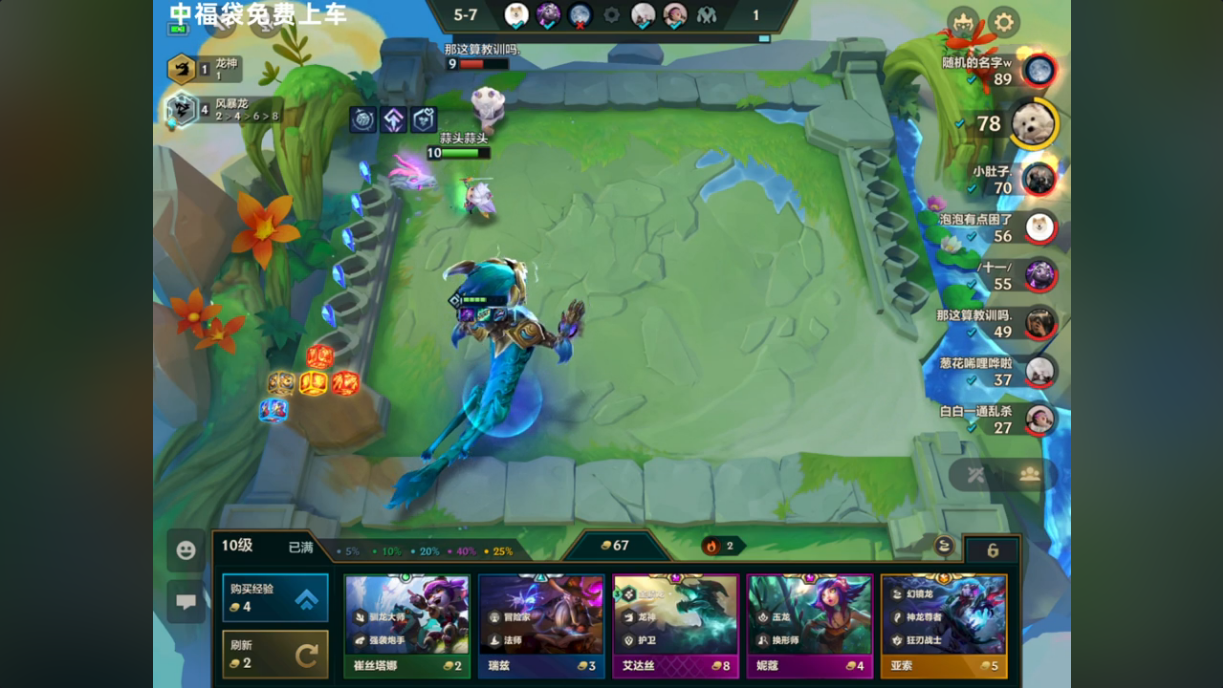 中福袋免费上车
5-7
1
那这算教训吗.
9
1
龙神
1
4
风暴龙
2 > 4 > 6 > 8
蒜头蒜头
10
随机的名字w
89
78
小肚子.
70
泡泡有点困了
56
/十一/
55
那这算教训吗.
49
葱花唏哩哗啦
37
白白一通乱杀
27
10级
已满
5%
10%
20%
40%
25%
67
2
6
购买经验
4
刷新
2
驯龙大师
强袭炮手
崔丝塔娜
2
冒险家
法师
瑞兹
3
龙神
护卫
艾达丝
8
玉龙
换形师
妮蔻
4
幻镜龙
神龙尊者
狂刃战士
亚索
5